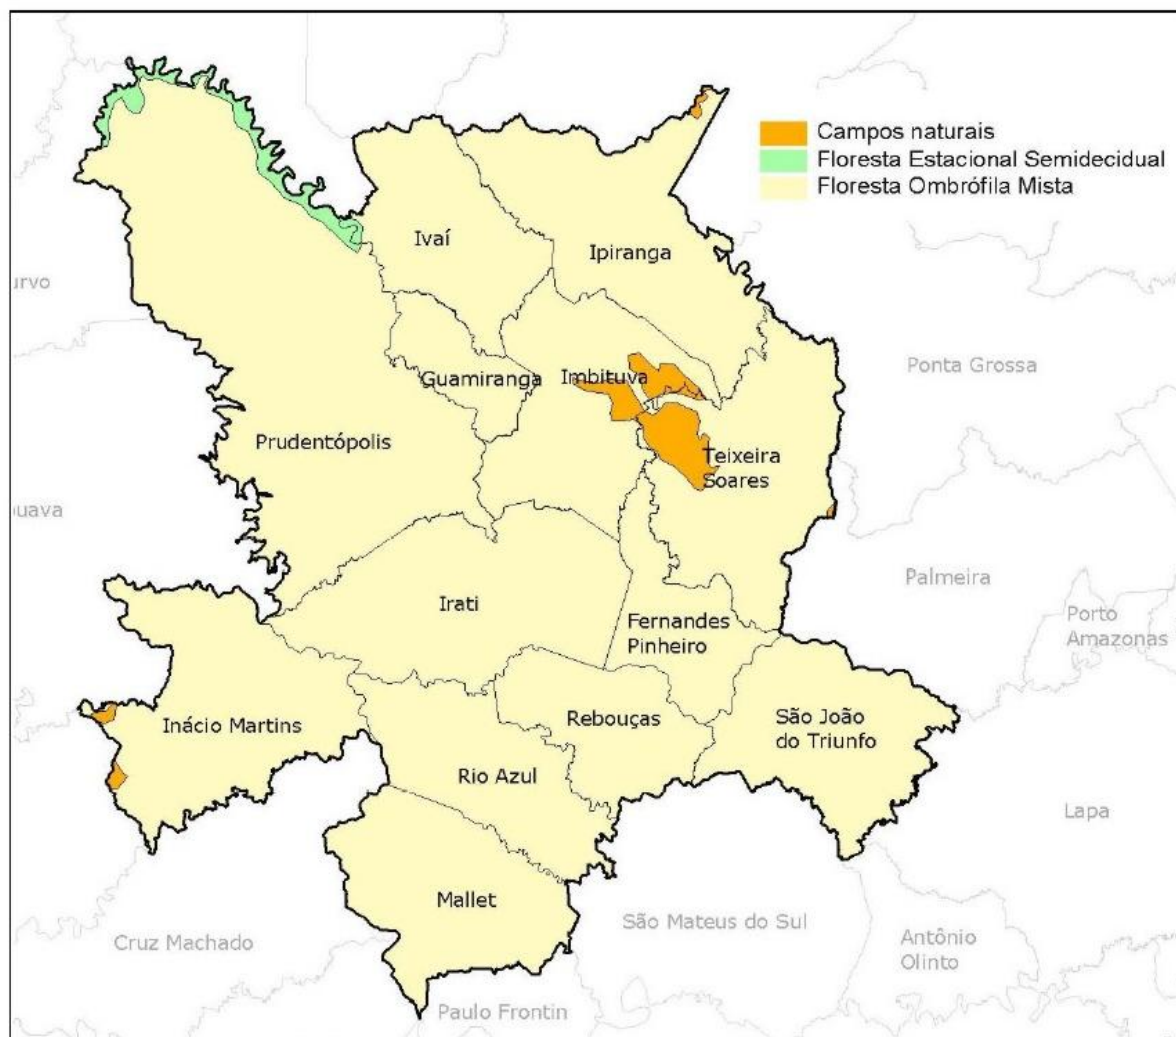 Campos naturais
Floresta Estacional Semidecidual
Floresta Ombrófila Mista
Ivaí
Ipiranga
urvo
Ponta Grossa
Guamiranga
Imbituva
Prudentópolis
Teixeira
Soares
uava
Palmeira
Irati
Fernandes
Pinheiro
Porto
Amazonas
Inácio Martins
Rebouças
São João
do Triunfo
Rio Azul
Lapa
Mallet
São Mateus do Sul
Cruz Machado
Antônio
Olinto
Paulo Frontin